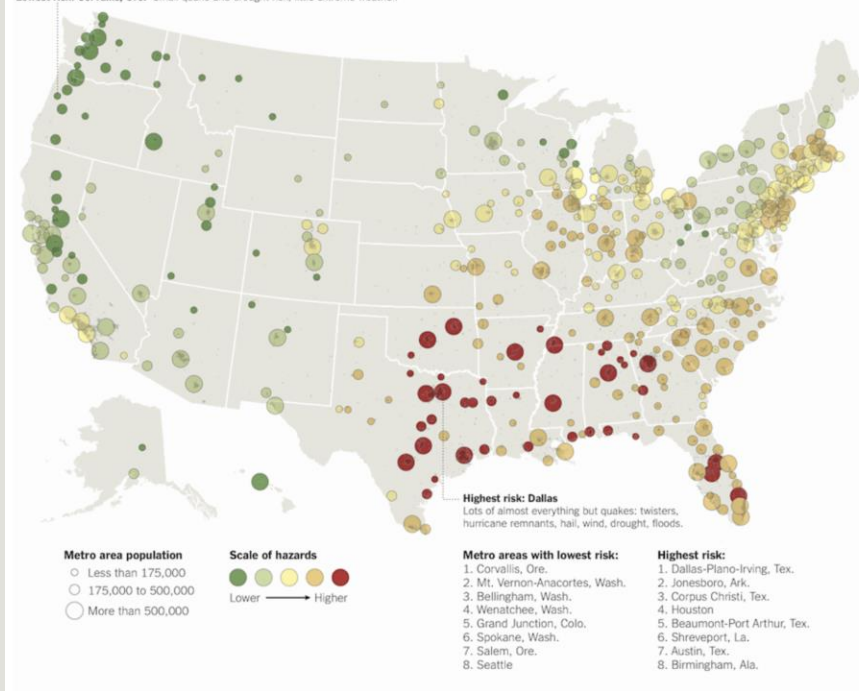 Highest risk: Dallas
Lots of almost everything but quakes: twisters,
hurricane remnants, hail, wind, drought, floods.
Metro area population
Less than 175,000
175,000 to 500,000
More than 500,000
Scale of hazards
Lower Higher
Metro areas with lowest risk:
1. Corvallis, Ore.
2. Mt. Vernon-Anacortes, Wash.
3. Bellingham, Wash.
4. Wenatchee, Wash.
5. Grand Junction, Colo.
6. Spokane, Wash.
7. Salem, Ore.
8. Seattle
Highest risk:
1. Dallas-Plano-Irving, Tex.
2. Jonesboro, Ark.
3. Corpus Christi, Tex.
4. Houston
5. Beaumont-Port Arthur, Tex.
6. Shreveport, La.
7. Austin, Tex.
8. Birmingham, Ala.